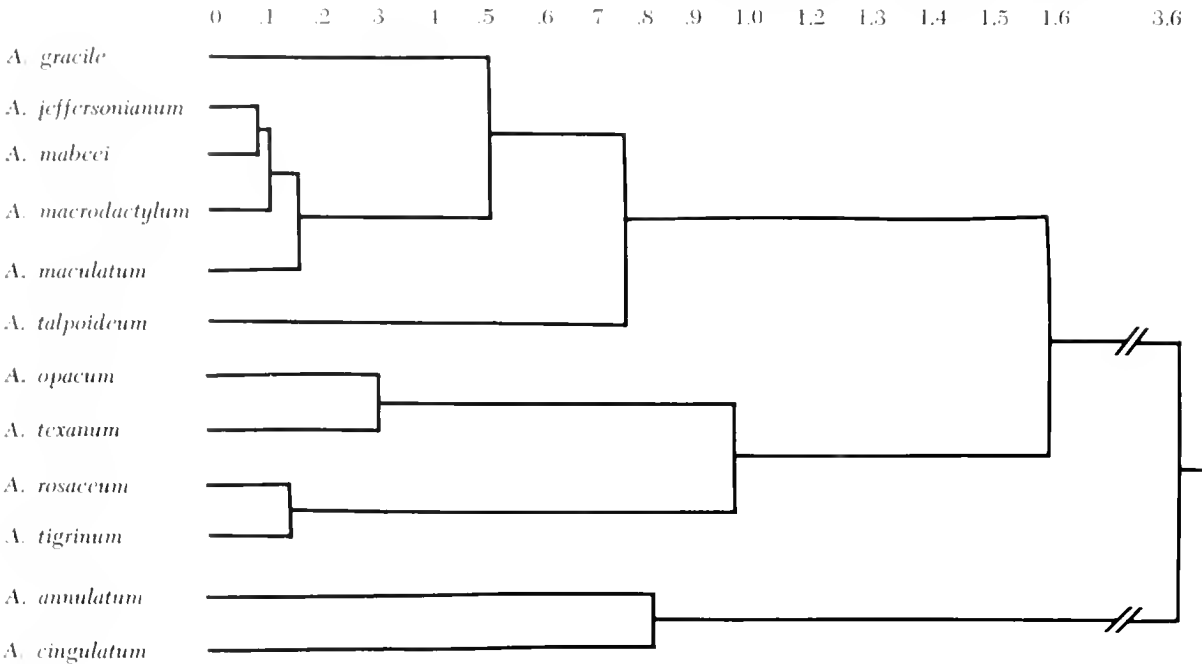 0 .1 .2 .3 .4 .5 .6 .7 .8 .9 1.0 1.2 1.3 1.4 1.5 1.6 3.6
A. gracile
A. jeffersonianum
A. mabeei
A. macrodactylum
A. maculatum
A. talpoideum
A. opacum
A. texanum
A. rosaceum
A. tigrinum
A. annulatum
A. cingulatum